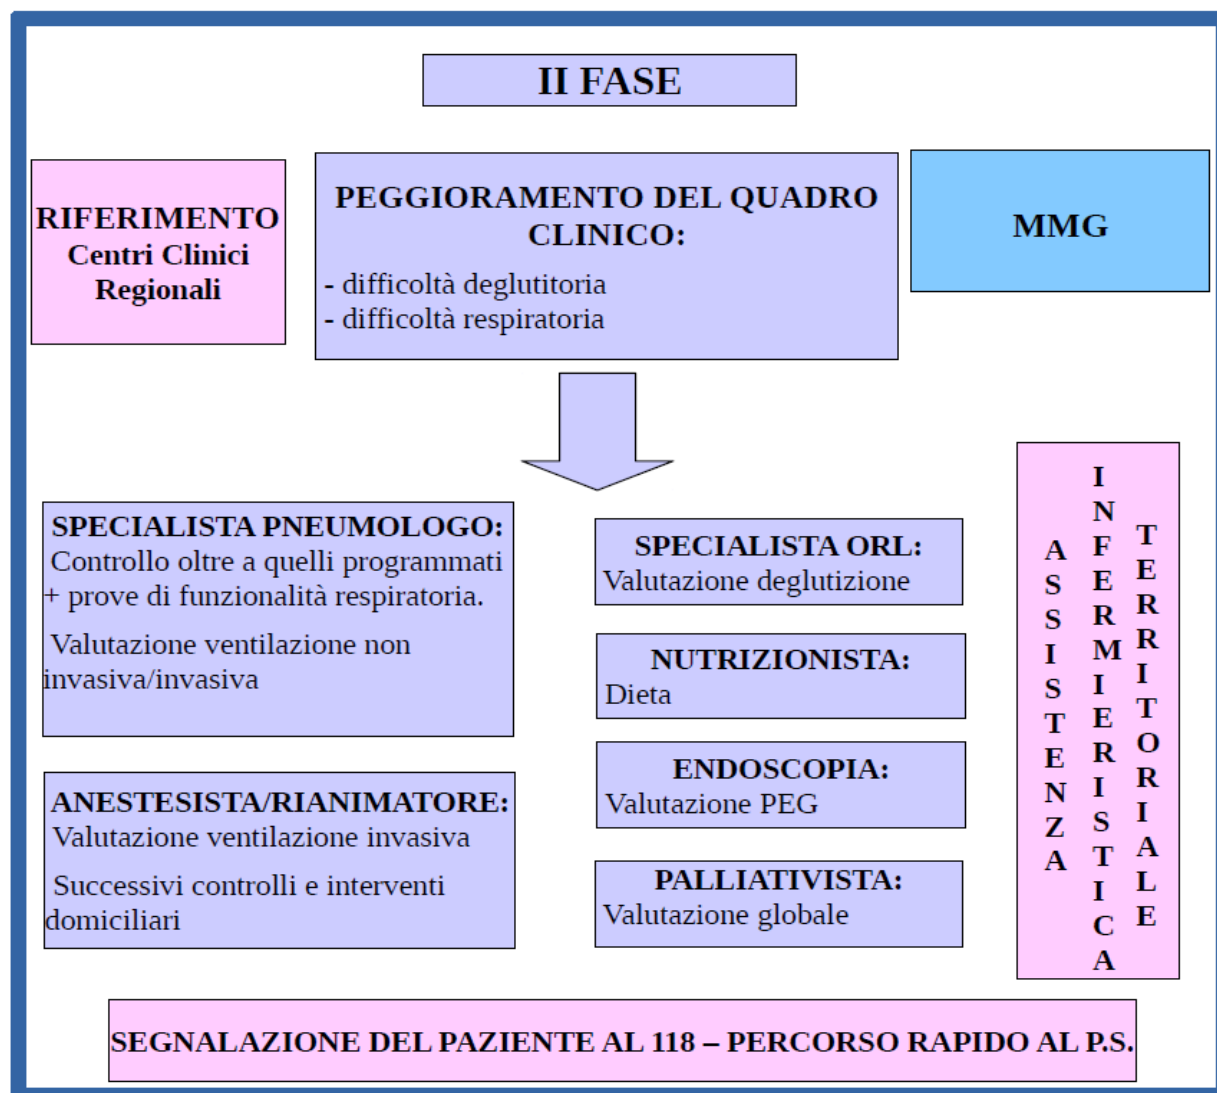 II FASE
RIFERIMENTO
Centri Clinici
Regionali
PEGGIORAMENTO DEL QUADRO
CLINICO:
- difficoltà deglutitoria
- difficoltà respiratoria
MMG
SPECIALISTA PNEUMOLOGO:
Controllo oltre a quelli programmati
+ prove di funzionalità respiratoria.
Valutazione ventilazione non
invasiva/invasiva
ANESTESISTA/RIANIMATORE:
Valutazione ventilazione invasiva
Successivi controlli e interventi
domiciliari
SPECIALISTA ORL:
Valutazione deglutizione
NUTRIZIONISTA:
Dieta
ENDOSCOPIA:
Valutazione PEG
PALLIATIVISTA:
Valutazione globale
ASSISTENZA
INFERMIERISTICA
TERRITORIALE
SEGNALAZIONE DEL PAZIENTE AL 118 – PERCORSO RAPIDO AL P.S.